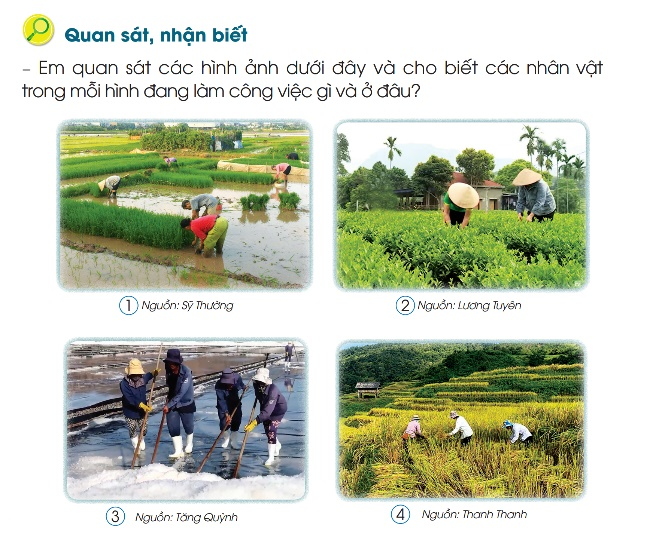 Quan sát, nhận biết
– Em quan sát các hình ảnh dưới đây và cho biết các nhân vật
trong mỗi hình đang làm công việc gì và ở đâu?
1 Nguồn: Sỹ Thưởng
2 Nguồn: Lương Tuyên
3 Nguồn: Tăng Quỳnh
4 Nguồn: Thanh Thanh